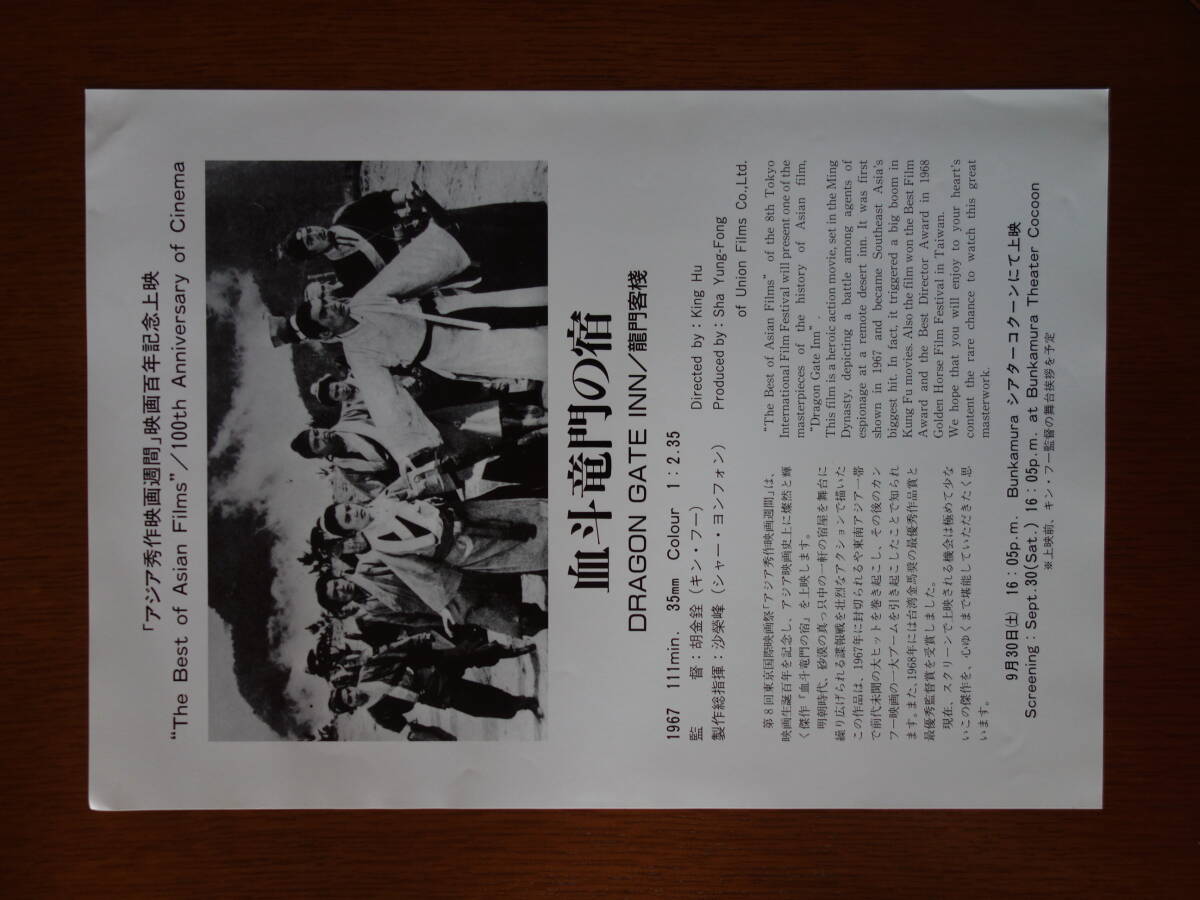 「アジア秀作映画週間」映画百年記念上映
“The Best of Asian Films”/100th Anniversary of Cinema
血斗竜門の宿
DRAGON GATE INN/龍門客棧
1967 111min. 35mm Colour 1：2.35
監　　督：胡金銓（キン・フー）　Directed by：King Hu
製作総指揮：沙榮峰（シャー・ヨンフォン）　Produced by：Sha Yung-Fong
of Union Films Co.,Ltd.
第８回東京国際映画祭「アジア秀作映画週間」は、
映画生誕百年を記念し、アジア映画史上に燦然と輝
く傑作『血斗竜門の宿』を上映します。
明朝時代、砂漠の真っ只中の一軒の宿屋を舞台に
繰り広げられる諜報戦を壮烈なアクションで描いた
この作品は、1967年に封切られるや東南アジア一帯
で前代未聞の大ヒットを巻き起こし、その後のカン
フー映画の一大ブームを引き起こしたことで知られ
ます。また、1968年には台湾金馬奨の最優秀作品賞と
最優秀監督賞を受賞しました。
現在、スクリーンで上映される機会は極めて少な
いこの傑作を、心ゆくまで堪能していただきたく思
います。
“The Best of Asian Films” of the 8th Tokyo
International Film Festival will present one of the
masterpieces of the history of Asian film,
“Dragon Gate Inn”.
This film is a heroic action movie, set in the Ming
Dynasty, depicting a battle among agents of
espionage at a remote desert inn. It was first
shown in 1967 and became Southeast Asia's
biggest hit. In fact, it triggered a big boom in
Kung Fu movies. Also the film won the Best Film
Award and the Best Director Award in 1968
Golden Horse Film Festival in Taiwan.
We hope that you will enjoy to your heart's
content the rare chance to watch this great
masterwork.
9月30日(土) 16：05p.m. Bunkamura シアターコクーンにて上映
Screening：Sept.30(Sat.) 16：05p.m. at Bunkamura Theater Cocoon
※上映前、キン・フー監督の舞台挨拶を予定